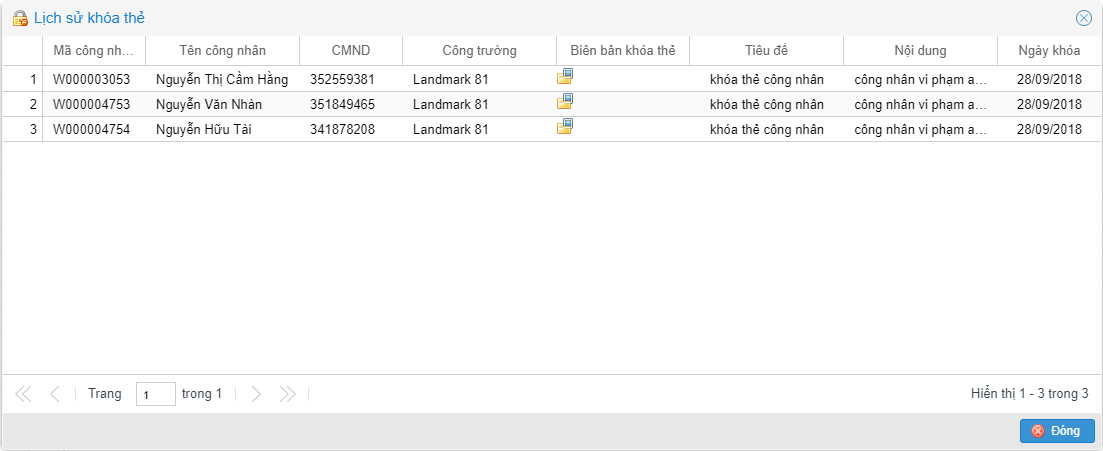 Lịch sử khóa thẻ
Mã công nh... Tên công nhân CMND Công trường Biên bản khóa thẻ Tiêu đề Nội dung Ngày khóa
1 W000003053 Nguyễn Thị Cẩm Hằng 352559381 Landmark 81 khóa thẻ công nhân công nhân vi phạm a... 28/09/2018
2 W000004753 Nguyễn Văn Nhàn 351849465 Landmark 81 khóa thẻ công nhân công nhân vi phạm a... 28/09/2018
3 W000004754 Nguyễn Hữu Tài 341878208 Landmark 81 khóa thẻ công nhân công nhân vi phạm a... 28/09/2018
Trang 1 trong 1 Hiển thị 1 - 3 trong 3
Đóng